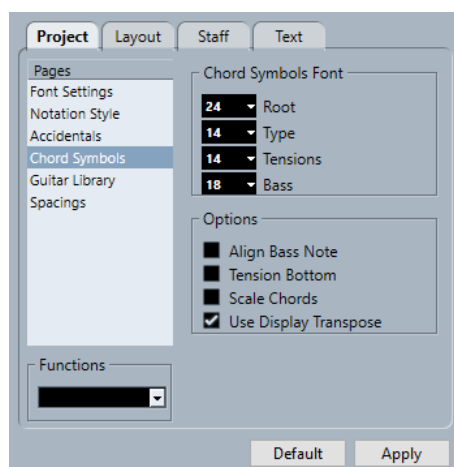 Project Layout Staff Text
Pages
Font Settings
Notation Style
Accidentals
Chord Symbols
Guitar Library
Spacings
Functions
Chord Symbols Font
24 Root
14 Type
14 Tensions
18 Bass
Options
Align Bass Note
Tension Bottom
Scale Chords
Use Display Transpose
Default Apply